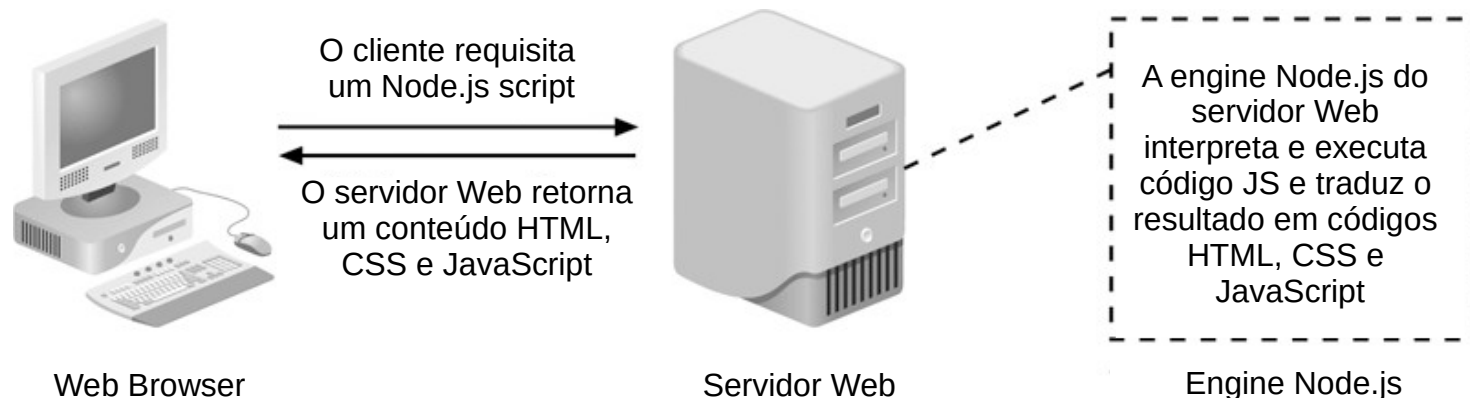 O cliente requisita
um Node.js script
O servidor Web retorna
um conteúdo HTML,
CSS e JavaScript
A engine Node.js do
servidor Web
interpreta e executa
código JS e traduz o
resultado em códigos
HTML, CSS e
JavaScript
Web Browser
Servidor Web
Engine Node.js